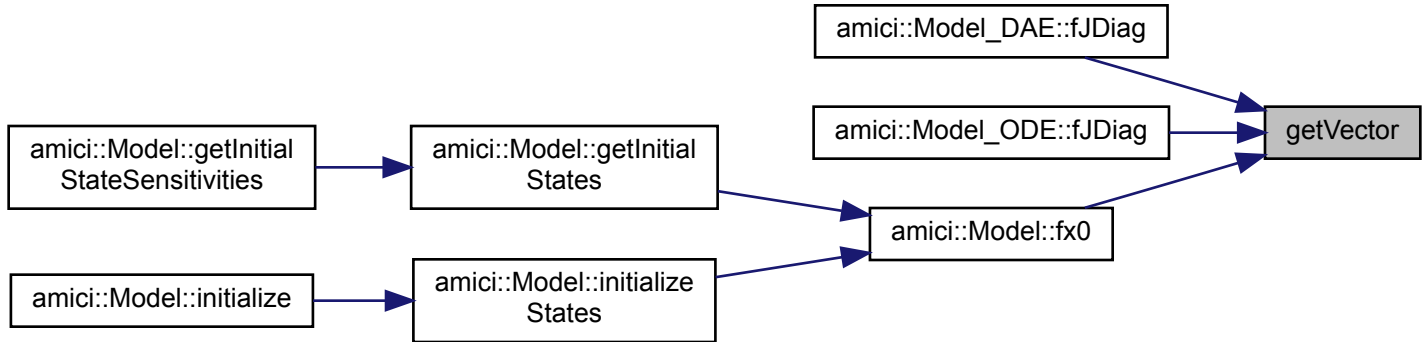 amici::Model_DAE::fJDiag
amici::Model_ODE::fJDiag
getVector
amici::Model::getInitial
StateSensitivities
amici::Model::getInitial
States
amici::Model::fx0
amici::Model::initialize
amici::Model::initialize
States